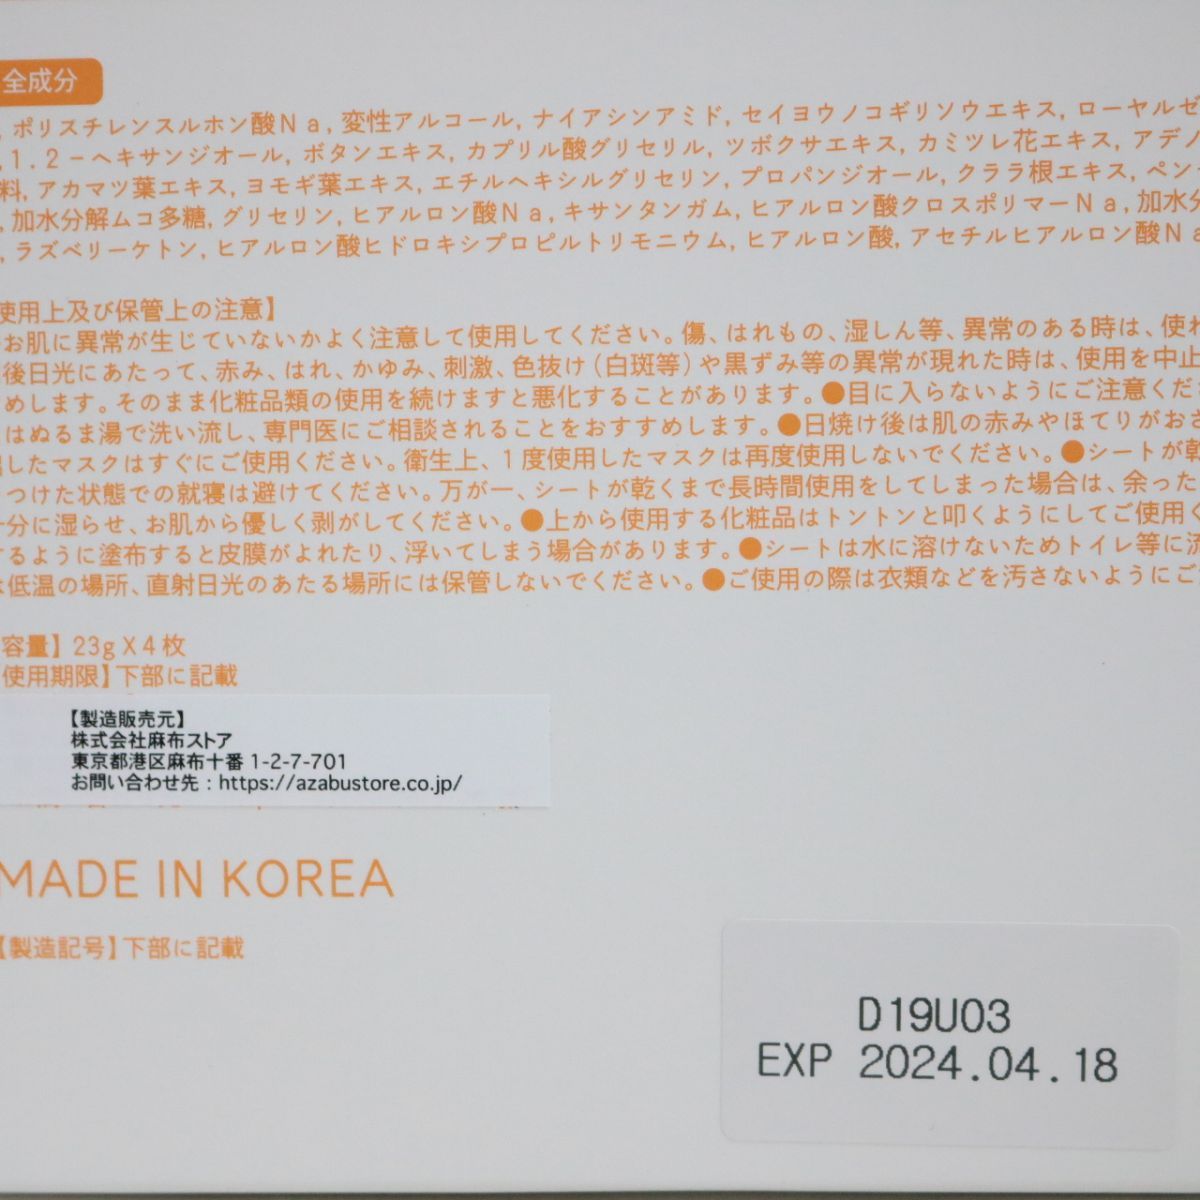 全成分
, ポリスチレンスルホン酸Na, 変性アルコール, ナイアシンアミド, セイヨウノコギリソウエキス, ローヤルゼ
, 1.2-ヘキサンジオール, ボタンエキス, カプリル酸グリセリル, ツボクサエキス, カミツレ花エキス, アデノ
料, アカマツ葉エキス, ヨモギ葉エキス, エチルヘキシルグリセリン, プロパンジオール, クララ根エキス, ペン
, 加水分解ムコ多糖, グリセリン, ヒアルロン酸Na, キサンタンガム, ヒアルロン酸クロスポリマーNa, 加水分
, ラズベリーケトン, ヒアルロン酸ヒドロキシプロピルトリモニウム, ヒアルロン酸, アセチルヒアルロン酸Na
使用上及び保管上の注意】
お肌に異常が生じていないかよく注意して使用してください。傷、はれもの、湿しん等、異常のある時は、使わ
後日光にあたって、赤み、はれ、かゆみ、刺激、色抜け(白斑等)や黒ずみ等の異常が現れた時は、使用を中止
めします。そのまま化粧品類の使用を続けますと悪化することがあります。●目に入らないようにご注意くだ
はぬるま湯で洗い流し、専門医にご相談されることをおすすめします。●日焼け後は肌の赤みやほてりがおさ
したマスクはすぐにご使用ください。衛生上、1度使用したマスクは再度使用しないでください。●シートが乾
つけた状態での就寝は避けてください。万が一、シートが乾くまで長時間使用をしてしまった場合は、余った
分に湿らせ、お肌から優しく剥がしてください。●上から使用する化粧品はトントンと叩くようにしてご使用く
するように塗布すると皮膜がよれたり、浮いてしまう場合があります。●シートは水に溶けないためトイレ等に流
は低温の場所、直射日光のあたる場所には保管しないでください。●ご使用の際は衣類などを汚さないようにご
容量】23g X 4 枚
使用期限】下部に記載
【製造販売元】
株式会社麻布ストア
東京都港区麻布十番 1-2-7-701
お問い合わせ先：https://azabustore.co.jp/
MADE IN KOREA
【製造記号】下部に記載
D19U03
EXP 2024.04.18